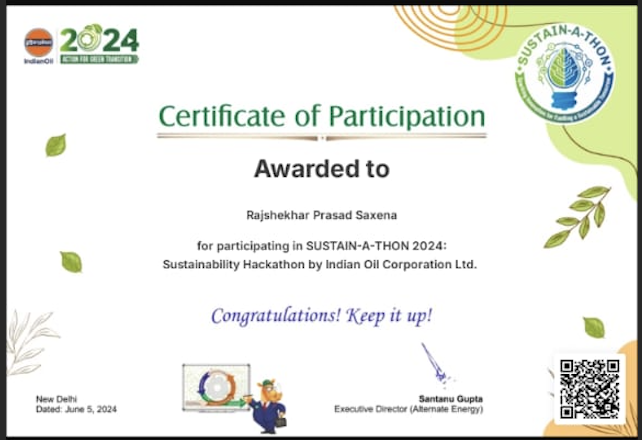 IndianOil
2024
ACTION FOR GREEN TRANSITION
SUSTAIN-A-THON
Certificate of Participation
Awarded to
Rajshekhar Prasad Saxena
for participating in SUSTAIN-A-THON 2024:
Sustainability Hackathon by Indian Oil Corporation Ltd.
Congratulations! Keep it up!
New Delhi
Dated: June 5, 2024
Santanu Gupta
Executive Director (Alternate Energy)